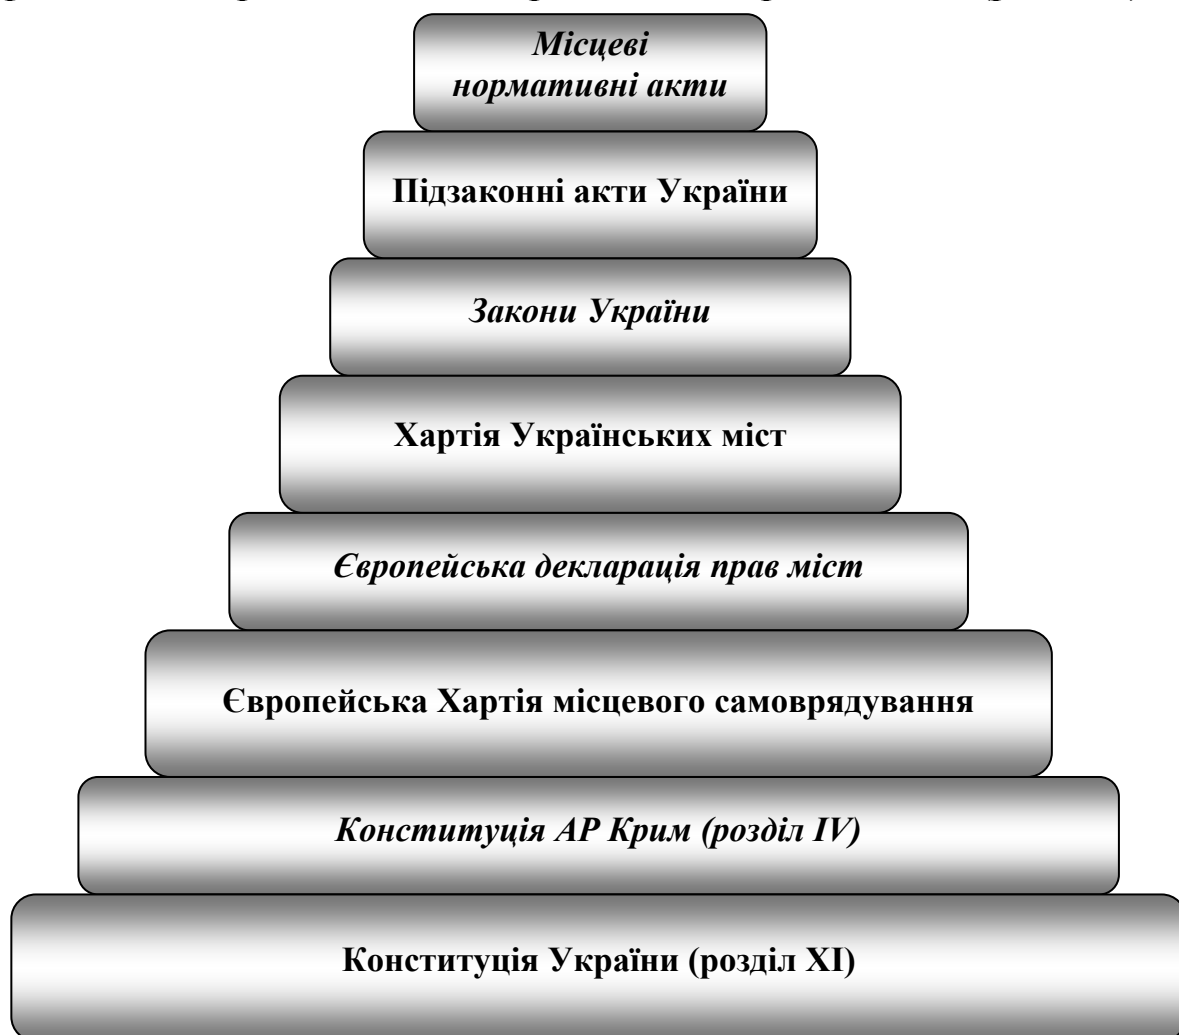 Місцеві
нормативні акти
Підзаконні акти України
Закони України
Хартія Українських міст
Європейська декларація прав міст
Європейська Хартія місцевого самоврядування
Конституція АР Крим (розділ IV)
Конституція України (розділ XI)